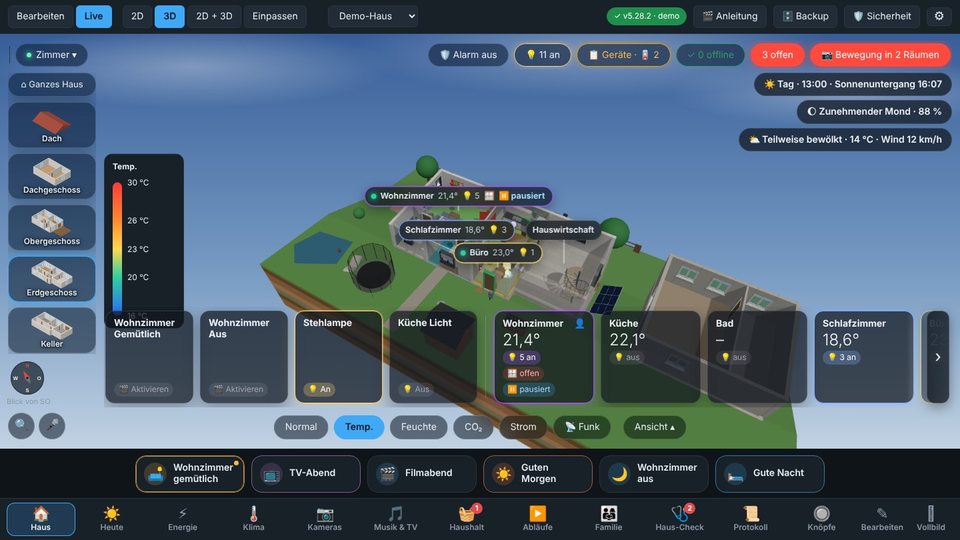 Bearbeiten Live 2D 3D 2D + 3D Einpassen Demo-Haus ✓ v5.28.2 · demo Anleitung Backup Sicherheit
Zimmer ▾ Alarm aus 11 an Geräte · 2 ✓ 0 offline 3 offen Bewegung in 2 Räumen
Ganzes Haus
Tag · 13:00 · Sonnenuntergang 16:07
Zunehmender Mond · 88 %
Teilweise bewölkt · 14 °C · Wind 12 km/h
Dach
Dachgeschoss
Obergeschoss
Erdgeschoss
Keller
Temp.
30 °C
26 °C
23 °C
20 °C
16 °C
Wohnzimmer 21,4° 5 pausiert
Schlafzimmer 18,6° 3
Hauswirtschaft
Büro 23,0° 1
Wohnzimmer
Gemütlich
Aktivieren
Wohnzimmer
Aus
Aktivieren
Stehlampe
An
Küche Licht
Aus
Wohnzimmer
21,4°
5 an
offen
pausiert
Küche
22,1°
aus
Bad
–
aus
Schlafzimmer
18,6°
3 an
N
W O
S
Blick von SO
Normal Temp. Feuchte CO₂ Strom Funk Ansicht ▴
Wohnzimmer
gemütlich
TV-Abend
Filmabend
Guten
Morgen
Wohnzimmer
aus
Gute Nacht
1
2
Haus Heute Energie Klima Kameras Musik & TV Haushalt Abläufe Familie Haus-Check Protokoll Knöpfe Bearbeiten Vollbild